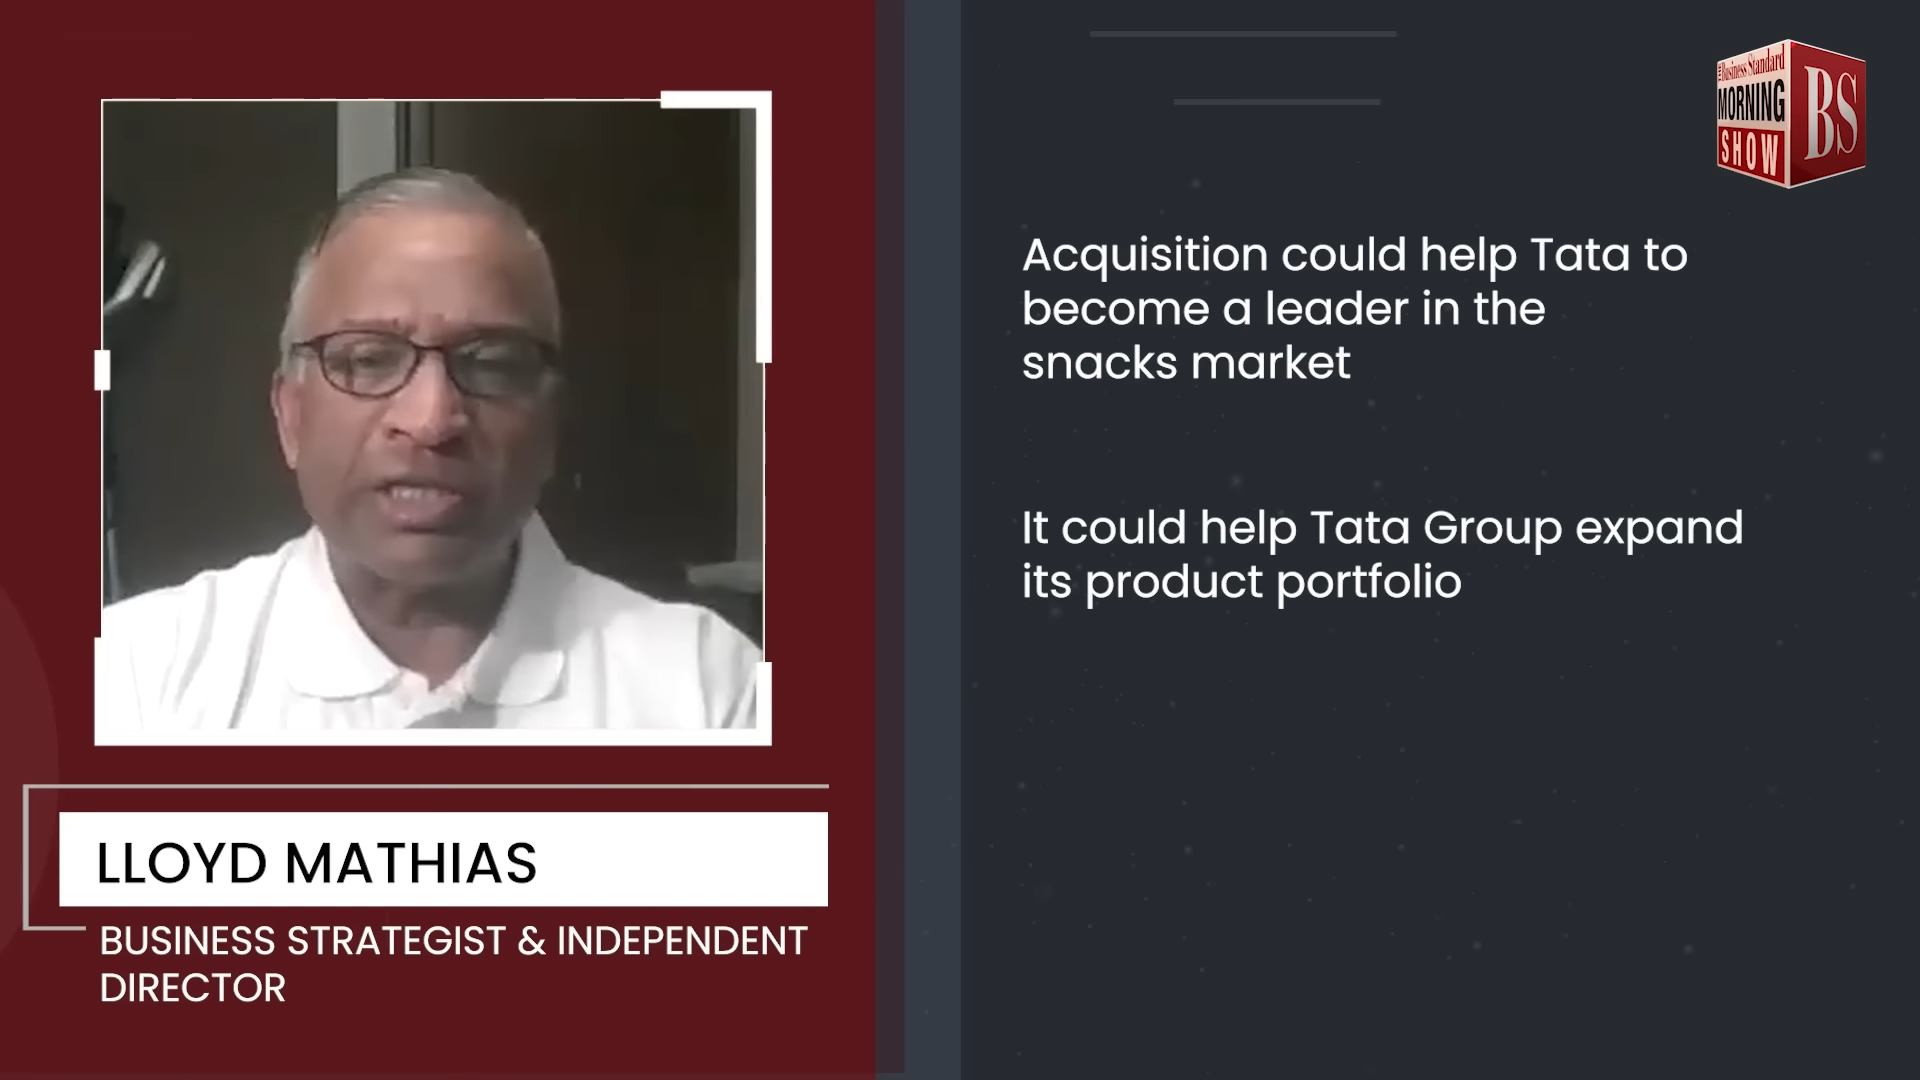 The Business Standard
MORNING
SHOW
BS
Acquisition could help Tata to
become a leader in the
snacks market
It could help Tata Group expand
its product portfolio
LLOYD MATHIAS
BUSINESS STRATEGIST & INDEPENDENT
DIRECTOR